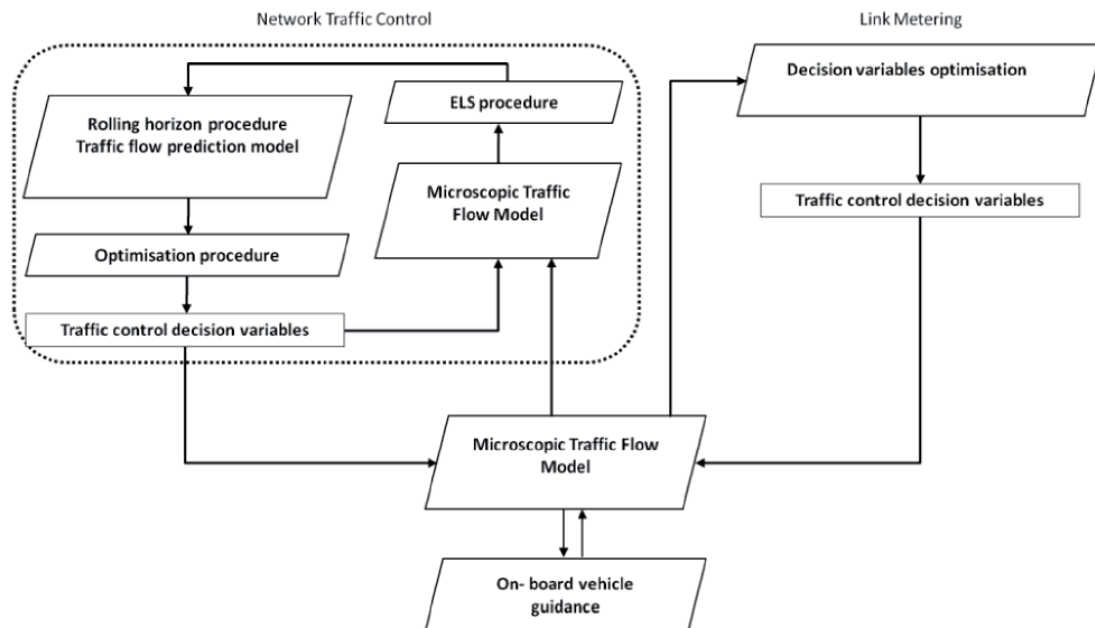 Network Traffic Control
Link Metering
Rolling horizon procedure
Traffic flow prediction model
Optimisation procedure
Traffic control decision variables
ELS procedure
Microscopic Traffic
Flow Model
Decision variables optimisation
Traffic control decision variables
Microscopic Traffic Flow
Model
On- board vehicle
guidance